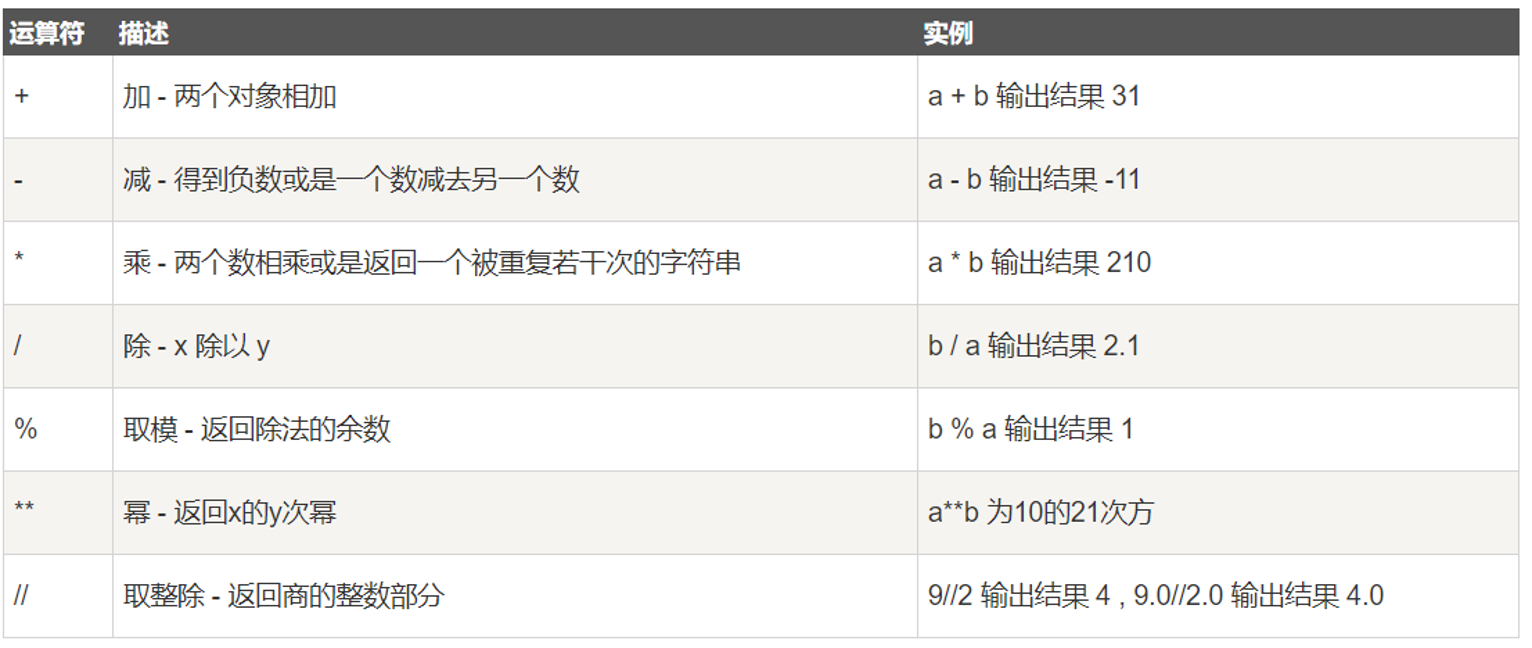 运算符 描述 实例
+ 加 - 两个对象相加 a + b 输出结果 31
- 减 - 得到负数或是一个数减去另一个数 a - b 输出结果 -11
* 乘 - 两个数相乘或是返回一个被重复若干次的字符串 a * b 输出结果 210
/ 除 - x 除以 y b / a 输出结果 2.1
% 取模 - 返回除法的余数 b % a 输出结果 1
** 幂 - 返回x的y次幂 a**b 为10的21次方
// 取整除 - 返回商的整数部分 9//2 输出结果 4 , 9.0//2.0 输出结果 4.0